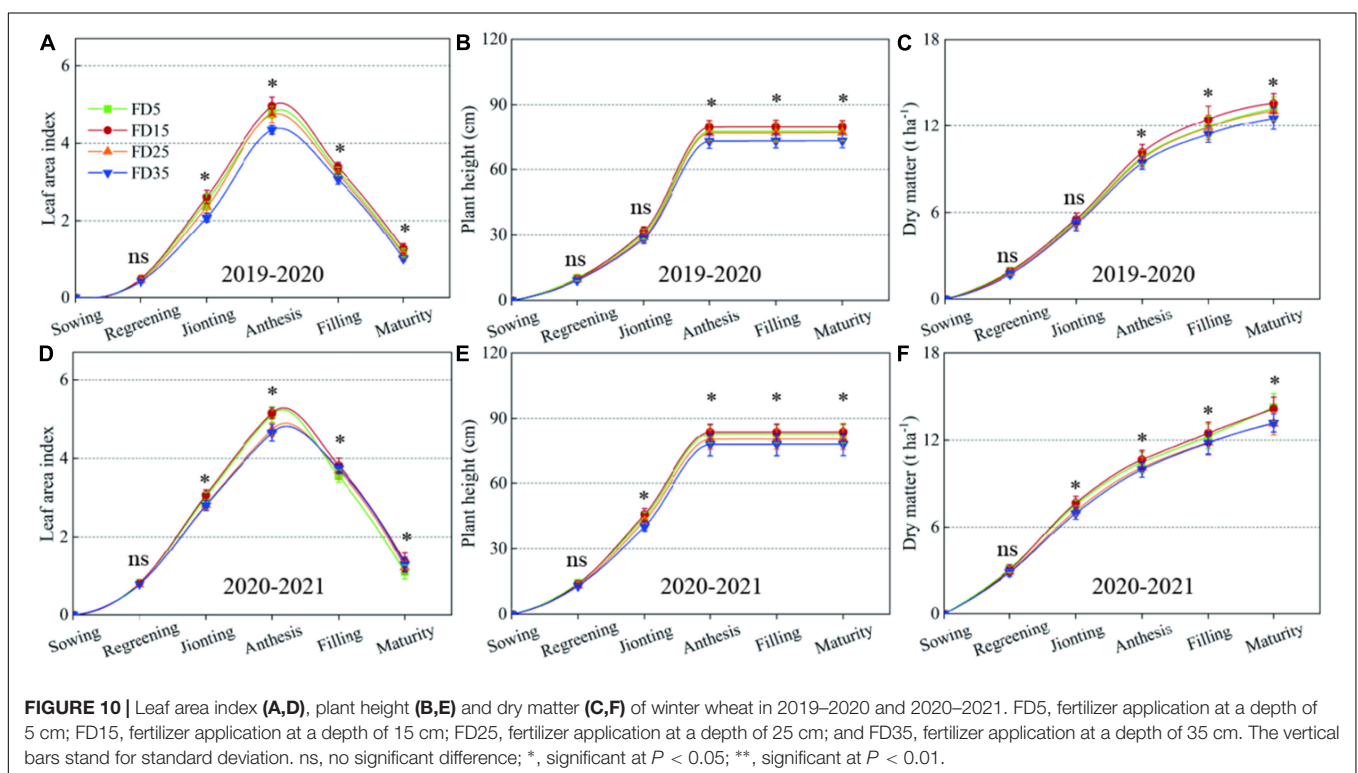 A
Leaf area index
6
4
2
0
FD5
FD15
FD25
FD35
ns
*
*
*
*
2019-2020
Sowing
Regreening
Jionting
Anthesis
Filling
Maturity
B
Plant height (cm)
120
90
60
30
0
ns
ns
*
*
*
2019-2020
Sowing
Regreening
Jionting
Anthesis
Filling
Maturity
C
Dry matter (t ha⁻¹)
18
12
6
0
ns
ns
*
*
*
2019-2020
Sowing
Regreening
Jionting
Anthesis
Filling
Maturity
D
Leaf area index
6
4
2
0
ns
*
*
*
*
2020-2021
Sowing
Regreening
Jionting
Anthesis
Filling
Maturity
E
Plant height (cm)
120
90
60
30
0
ns
*
*
*
*
2020-2021
Sowing
Regreening
Jionting
Anthesis
Filling
Maturity
F
Dry matter (t ha⁻¹)
18
12
6
0
ns
*
*
*
*
2020-2021
Sowing
Regreening
Jionting
Anthesis
Filling
Maturity
FIGURE 10 | Leaf area index (A,D), plant height (B,E) and dry matter (C,F) of winter wheat in 2019–2020 and 2020–2021. FD5, fertilizer application at a depth of
5 cm; FD15, fertilizer application at a depth of 15 cm; FD25, fertilizer application at a depth of 25 cm; and FD35, fertilizer application at a depth of 35 cm. The vertical
bars stand for standard deviation. ns, no significant difference; *, significant at P < 0.05; **, significant at P < 0.01.